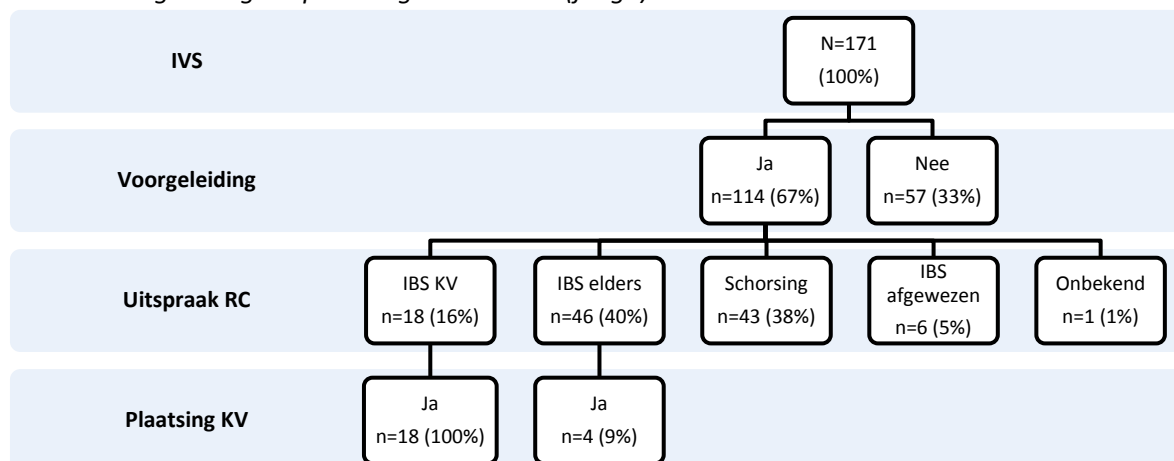 IVS
N=171
(100%)
Voorgeleiding
Ja
n=114 (67%)
Nee
n=57 (33%)
Uitspraak RC
IBS KV
n=18 (16%)
IBS elders
n=46 (40%)
Schorsing
n=43 (38%)
IBS
afgewezen
n=6 (5%)
Onbekend
n=1 (1%)
Plaatsing KV
Ja
n=18 (100%)
Ja
n=4 (9%)